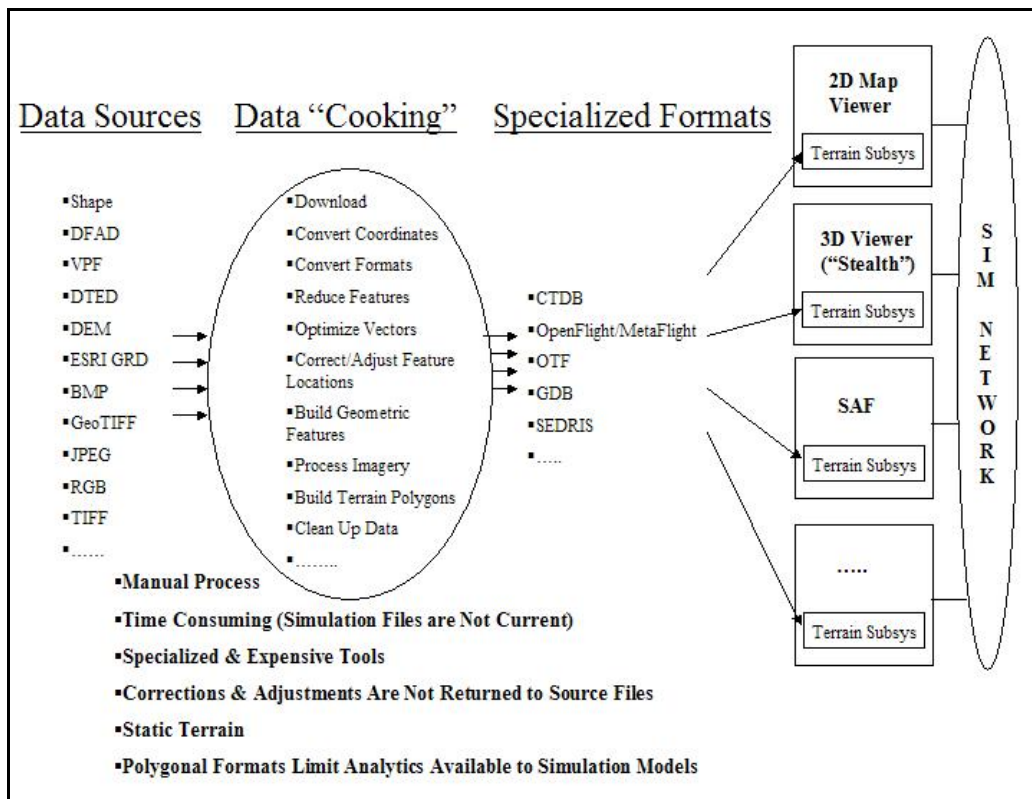 Data Sources
▪Shape
▪DFAD
▪VPF
▪DTED
▪DEM
▪ESRI GRD
▪BMP
▪GeoTIFF
▪JPEG
▪RGB
▪TIFF
▪……
Data “Cooking”
▪Download
▪Convert Coordinates
▪Convert Formats
▪Reduce Features
▪Optimize Vectors
▪Correct/Adjust Feature
Locations
▪Build Geometric
Features
▪Process Imagery
▪Build Terrain Polygons
▪Clean Up Data
▪……..
Specialized Formats
▪CTDB
▪OpenFlight/MetaFlight
▪OTF
▪GDB
▪SEDRIS
▪…..
2D Map
Viewer
Terrain Subsys
3D Viewer
(“Stealth”)
Terrain Subsys
SAF
Terrain Subsys
…..
Terrain Subsys
SIM NETWORK
▪Manual Process
▪Time Consuming (Simulation Files are Not Current)
▪Specialized & Expensive Tools
▪Corrections & Adjustments Are Not Returned to Source Files
▪Static Terrain
▪Polygonal Formats Limit Analytics Available to Simulation Models